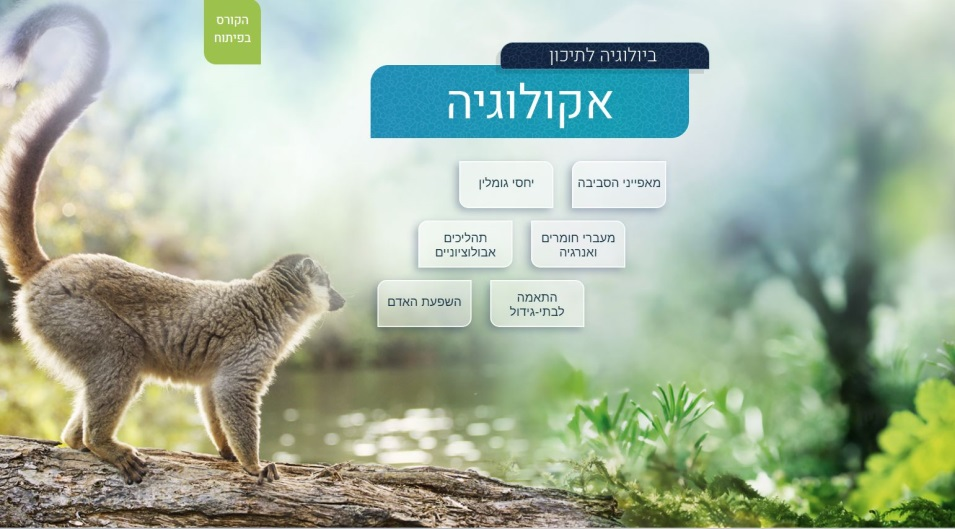 הקורס
בפיתוח
ביולוגיה לתיכון
אקולוגיה
מאפייני הסביבה
יחסי גומלין
מעברי חומרים
ואנרגיה
תהליכים
אבולוציוניים
התאמה
לבתי-גידול
השפעת האדם